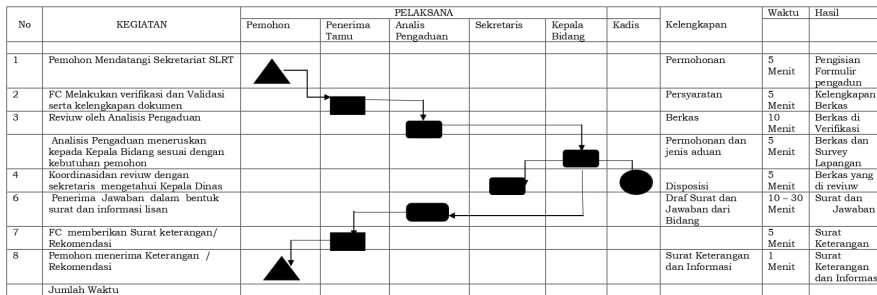 PELAKSANA Waktu Hasil
No KEGIATAN Pemohon Penerima Analis Sekretaris Kepala Kadis Kelengkapan
Tamu Pengaduan Bidang
1 Pemohon Mendatangi Sekretariat SLRT Permohonan 5 Pengisian
Menit Formulir
pengadun
2 FC Melakukan verifikasi dan Validasi Persyaratan 5 Kelengkapan
serta kelengkapan dokumen Menit Berkas
3 Reviuw oleh Analisis Pengaduan Berkas 10 Berkas di
Menit Verifikasi
Analisis Pengaduan meneruskan Permohonan dan 5 Berkas dan
kepada Kepala Bidang sesuai dengan jenis aduan Menit Survey
kebutuhan pemohon Lapangan
4 Koordinasidan reviuw dengan 5 Berkas yang
sekretaris mengetahui Kepala Dinas Disposisi Menit di reviuw
6 Penerima Jawaban dalam bentuk Draf Surat dan 10 – 30 Surat dan
surat dan informasi lisan Jawaban dari Menit Jawaban
Bidang
7 FC memberikan Surat keterangan/ 5 Surat
Rekomendasi Menit Keterangan
8 Pemohon menerima Keterangan / Surat Keterangan 1 Surat
Rekomendasi dan Informasi Menit Keterangan
dan Informas
Jumlah Waktu